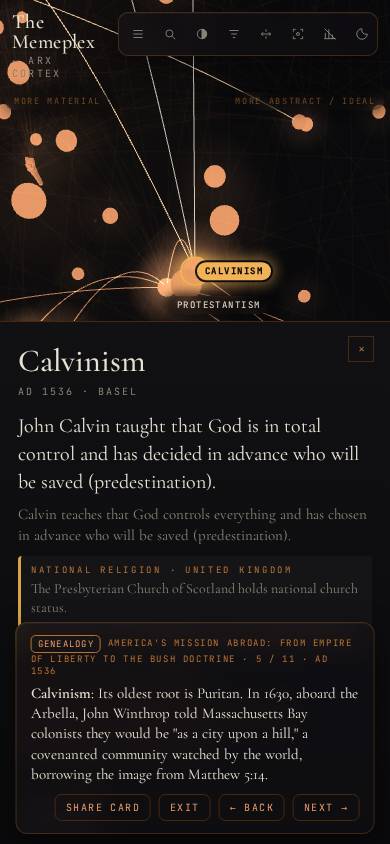 The
Memeplex
ARX
CORTEX
MORE MATERIAL
MORE ABSTRACT / IDEAL
CALVINISM
PROTESTANTISM
Calvinism
×
AD 1536 · BASEL
John Calvin taught that God is in total
control and has decided in advance who will
be saved (predestination).
Calvin teaches that God controls everything and has chosen
in advance who will be saved (predestination).
NATIONAL RELIGION · UNITED KINGDOM
The Presbyterian Church of Scotland holds national church
status.
GENEALOGY AMERICA'S MISSION ABROAD: FROM EMPIRE
OF LIBERTY TO THE BUSH DOCTRINE · 5 / 11 · AD
1536
Calvinism: Its oldest root is Puritan. In 1630, aboard the
Arbella, John Winthrop told Massachusetts Bay
colonists they would be "as a city upon a hill," a
covenanted community watched by the world,
borrowing the image from Matthew 5:14.
SHARE CARD
EXIT
← BACK
NEXT →